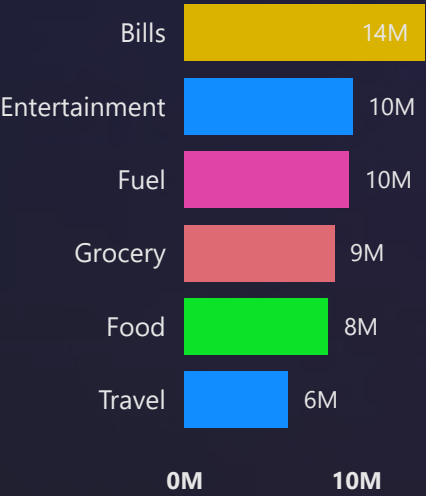 Bills 14M
Entertainment 10M
Fuel 10M
Grocery 9M
Food 8M
Travel 6M
0M 10M